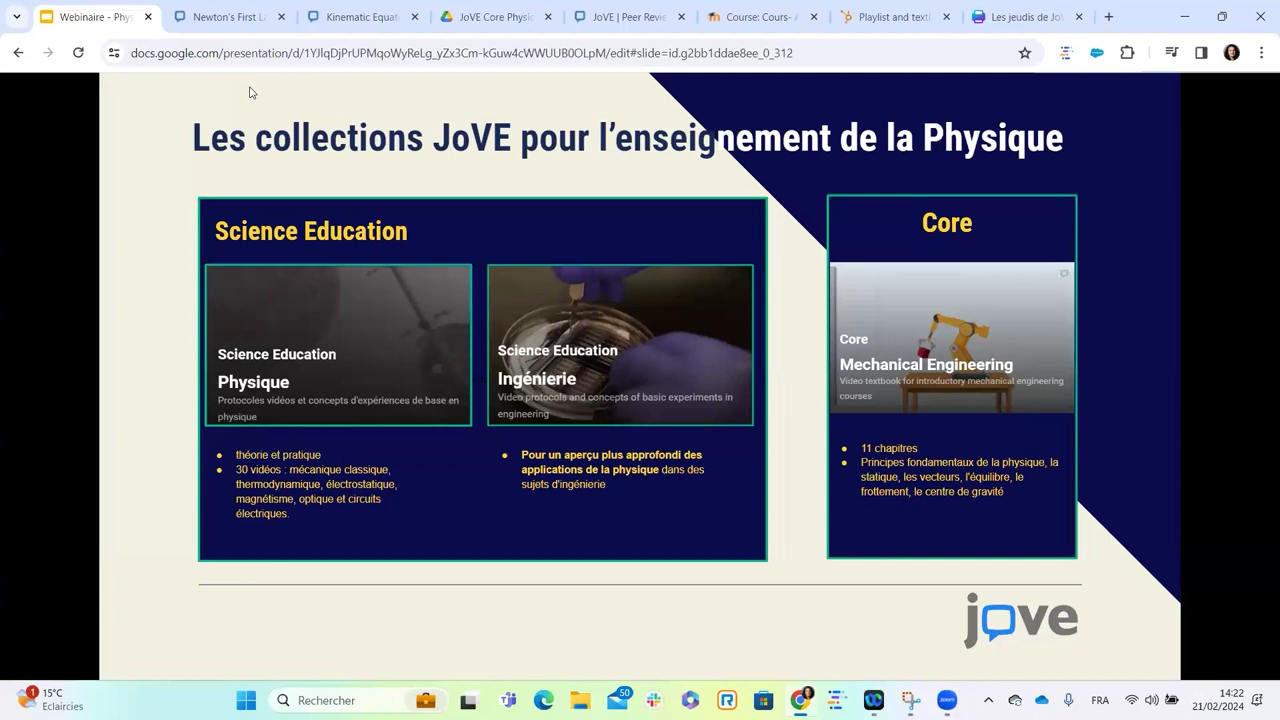 Webinaire - Phys
Newton's First La
Kinematic Equat
JoVE Core Physic
JoVE | Peer Revie
Course: Cours- A
Playlist and textb
Les jeudis de JoV
docs.google.com/presentation/d/1YJlqDjPrUPMqoWyReLg_yZx3Cm-kGuw4cWWUUB0OLpM/edit#slide=id.g2bb1ddae8ee_0_312
Les collections JoVE pour l'enseignement de la Physique
Science Education
Science Education
Physique
Protocoles vidéos et concepts d'expériences de base en
physique
Science Education
Ingénierie
Video protocols and concepts of basic experiments in
engineering
● théorie et pratique
● 30 vidéos : mécanique classique,
thermodynamique, électrostatique,
magnétisme, optique et circuits
électriques.
● Pour un aperçu plus approfondi des
applications de la physique dans des
sujets d'ingénierie
Core
Core
Mechanical Engineering
Video textbook for introductory mechanical engineering
courses
● 11 chapitres
● Principes fondamentaux de la physique, la
statique, les vecteurs, l'équilibre, le
frottement, le centre de gravité
jove
1
15°C
Eclaircies
Rechercher
50
FRA
14:22
21/02/2024